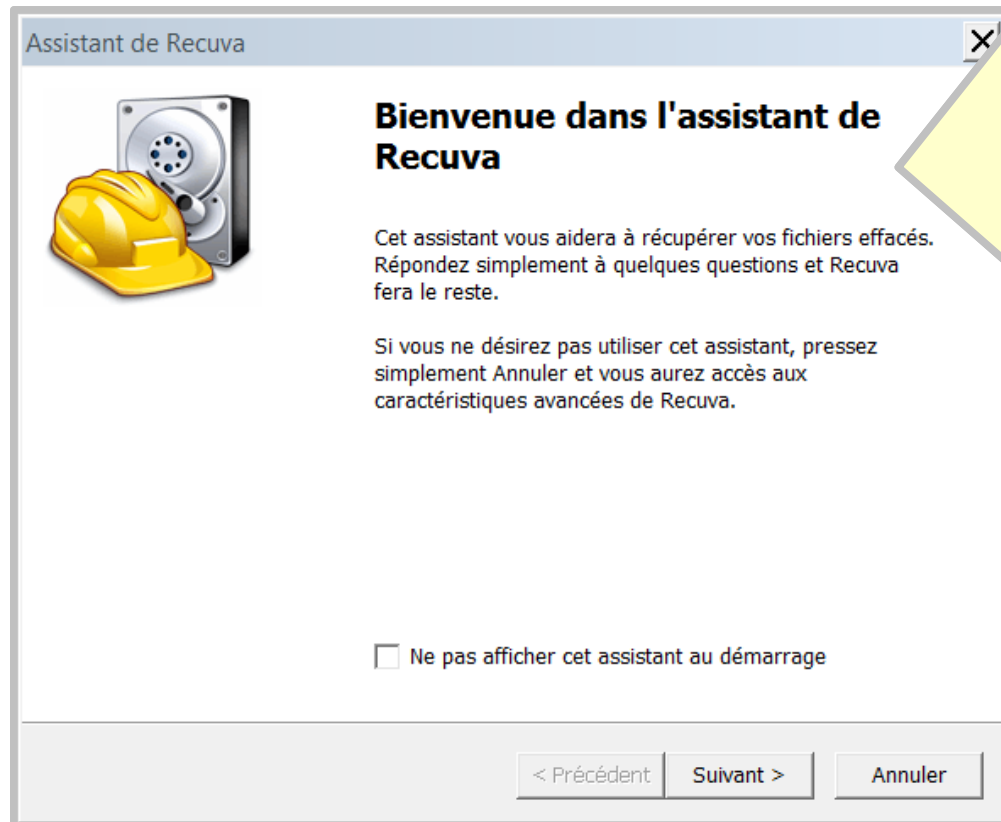 Assistant de Recuva
Bienvenue dans l'assistant de
Recuva
Cet assistant vous aidera à récupérer vos fichiers effacés.
Répondez simplement à quelques questions et Recuva
fera le reste.
Si vous ne désirez pas utiliser cet assistant, pressez
simplement Annuler et vous aurez accès aux
caractéristiques avancées de Recuva.
Ne pas afficher cet assistant au démarrage
< Précédent Suivant > Annuler